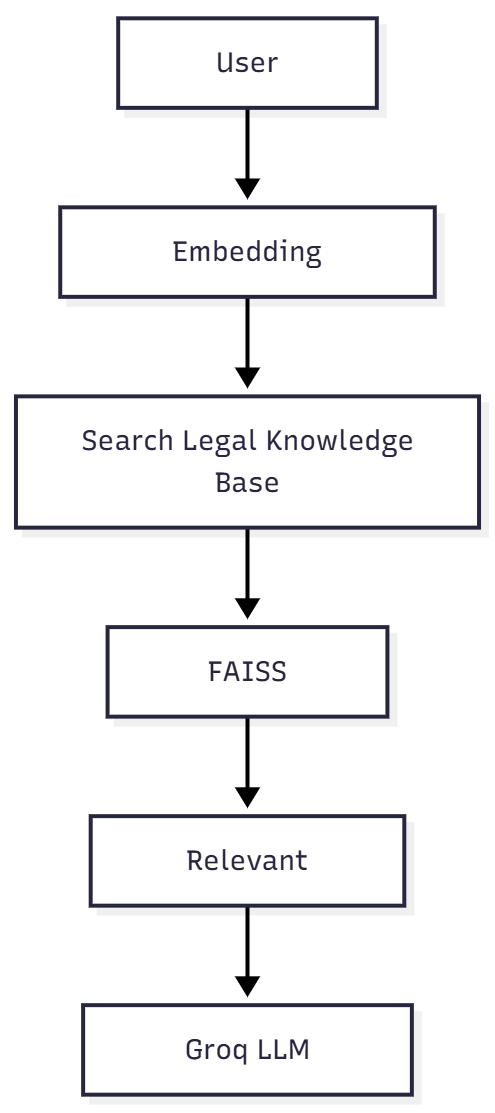 User
Embedding
Search Legal Knowledge
Base
FAISS
Relevant
Groq LLM